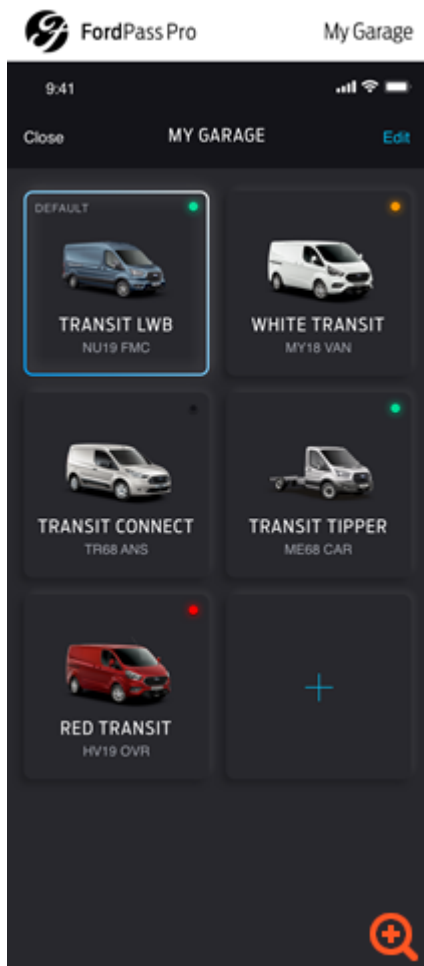 FordPass Pro My Garage
9:41
Close MY GARAGE Edit
DEFAULT
TRANSIT LWB
NU19 FMC
WHITE TRANSIT
MY18 VAN
TRANSIT CONNECT
TR68 ANS
TRANSIT TIPPER
ME68 CAR
RED TRANSIT
HV19 OVR